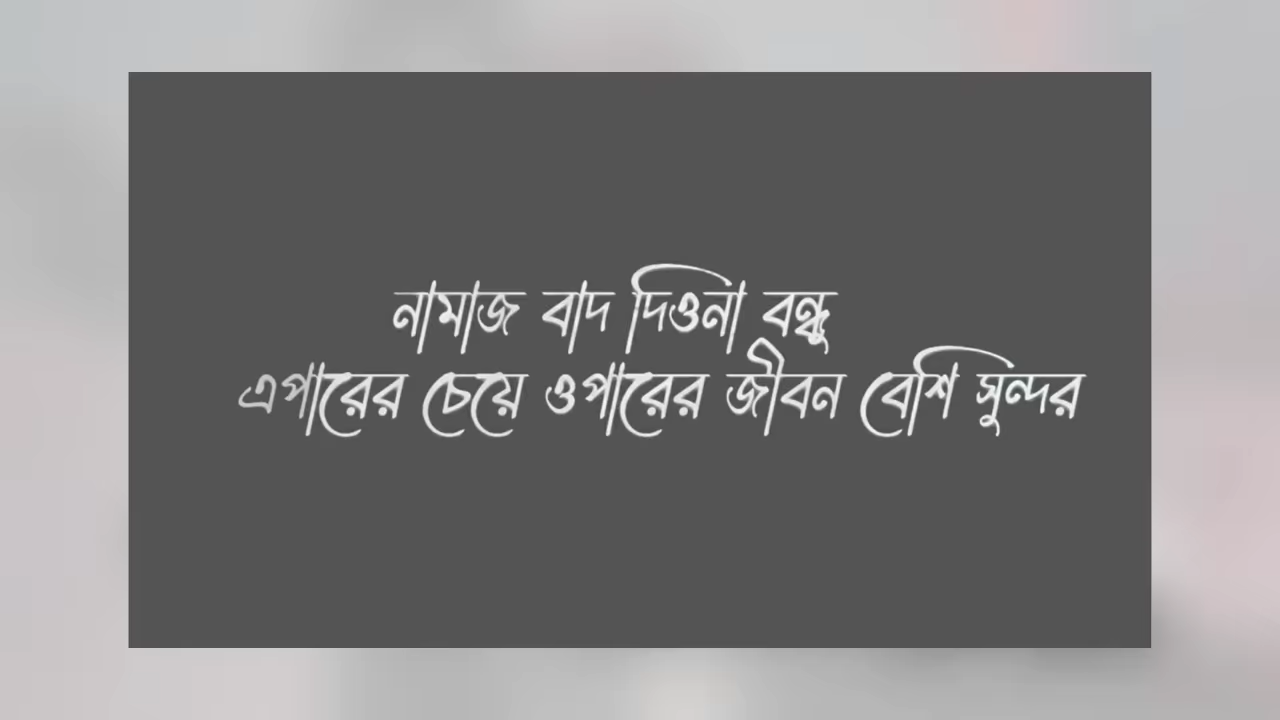 নামাজ বাদ দিওনা বন্ধু
এপারের চেয়ে ওপারের জীবন বেশি সুন্দর